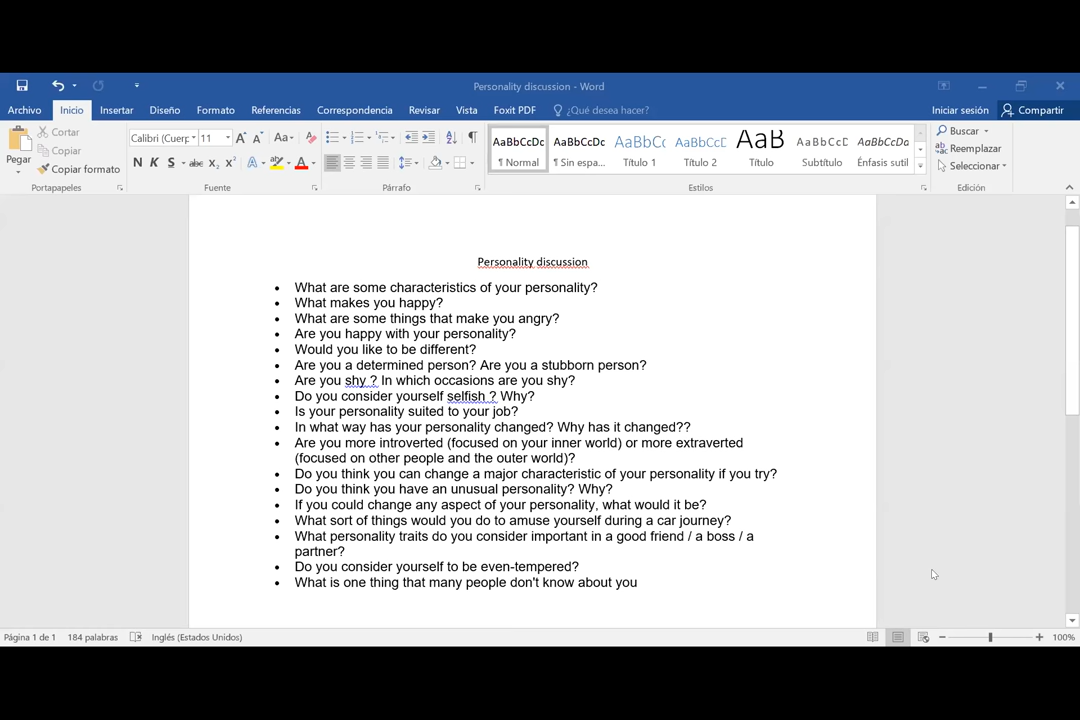 Personality discussion - Word
Archivo Inicio Insertar Diseño Formato Referencias Correspondencia Revisar Vista Foxit PDF ¿Qué desea hacer? Iniciar sesión Compartir
Pegar
Cortar
Copiar
Copiar formato
Portapapeles
Calibri (Cuerp 11
N K S abc X₂ X²
Fuente
Párrafo
AaBbCcDc AaBbCcDc AaBbC( AaBbCcC AaB AaBbCcC AaBbCcDc
¶ Normal ¶ Sin espa... Título 1 Título 2 Título Subtítulo Énfasis sutil
Estilos
Buscar
Reemplazar
Seleccionar
Edición
Personality discussion
• What are some characteristics of your personality?
• What makes you happy?
• What are some things that make you angry?
• Are you happy with your personality?
• Would you like to be different?
• Are you a determined person? Are you a stubborn person?
• Are you shy ? In which occasions are you shy?
• Do you consider yourself selfish ? Why?
• Is your personality suited to your job?
• In what way has your personality changed? Why has it changed??
• Are you more introverted (focused on your inner world) or more extraverted
(focused on other people and the outer world)?
• Do you think you can change a major characteristic of your personality if you try?
• Do you think you have an unusual personality? Why?
• If you could change any aspect of your personality, what would it be?
• What sort of things would you do to amuse yourself during a car journey?
• What personality traits do you consider important in a good friend / a boss / a
partner?
• Do you consider yourself to be even-tempered?
• What is one thing that many people don't know about you
Página 1 de 1 184 palabras Inglés (Estados Unidos) 100%